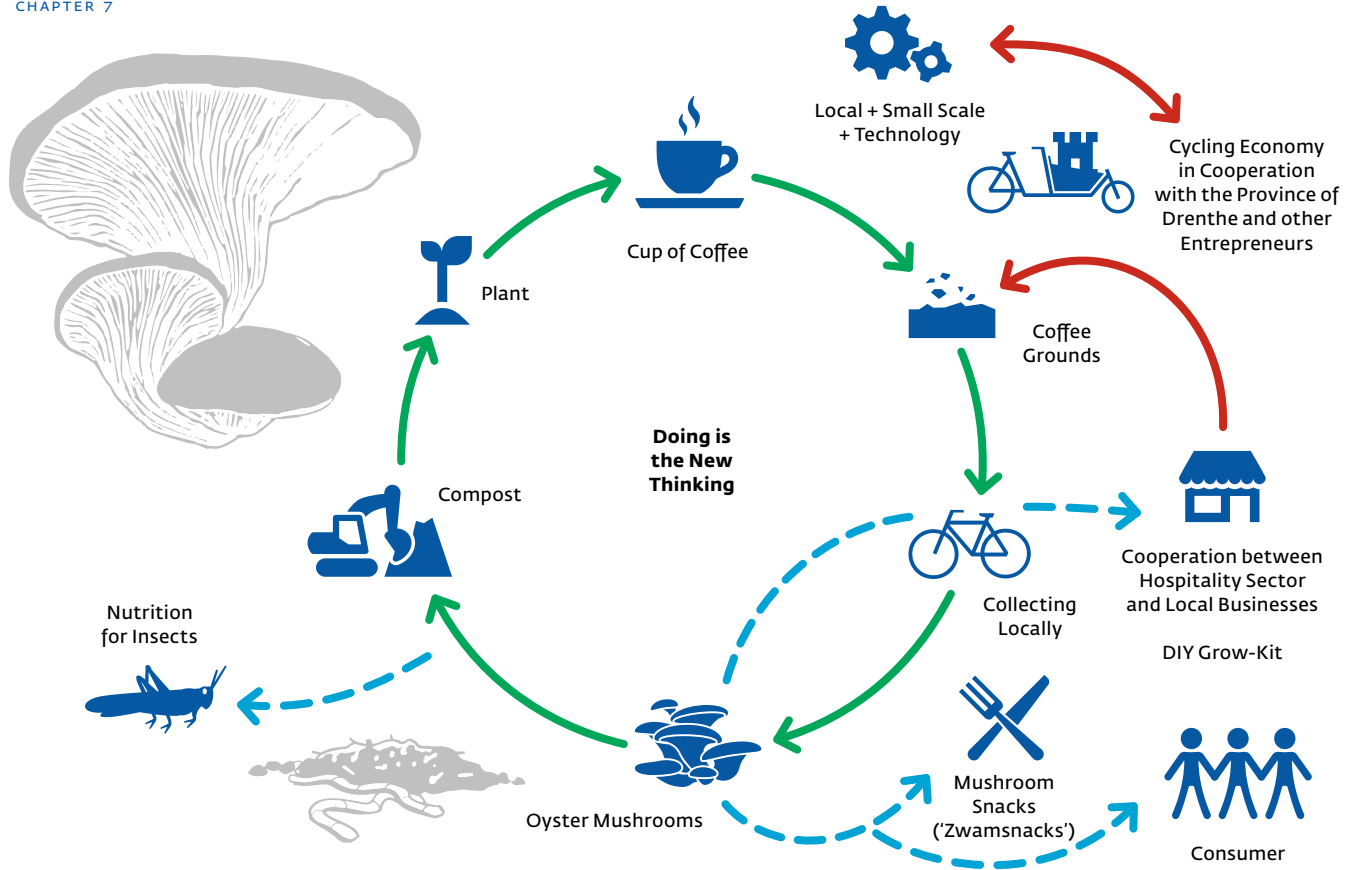 CHAPTER 7
Local + Small Scale
+ Technology
Cycling Economy
in Cooperation
with the Province of
Drenthe and other
Entrepreneurs
Cup of Coffee
Plant
Coffee
Grounds
Doing is
the New
Thinking
Compost
Cooperation between
Hospitality Sector
and Local Businesses
DIY Grow-Kit
Collecting
Locally
Nutrition
for Insects
Oyster Mushrooms
Mushroom
Snacks
(‘Zwamsnacks’)
Consumer